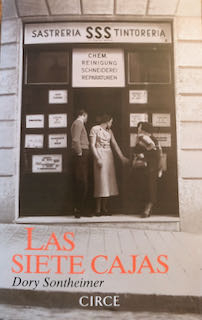 SASTRERIA SSS TINTORERIA
CHEM.
REINIGUNG
SCHNEIDEREI
REPARATUREN
LAS
SIETE CAJAS
Dory Sontheimer
CIRCE